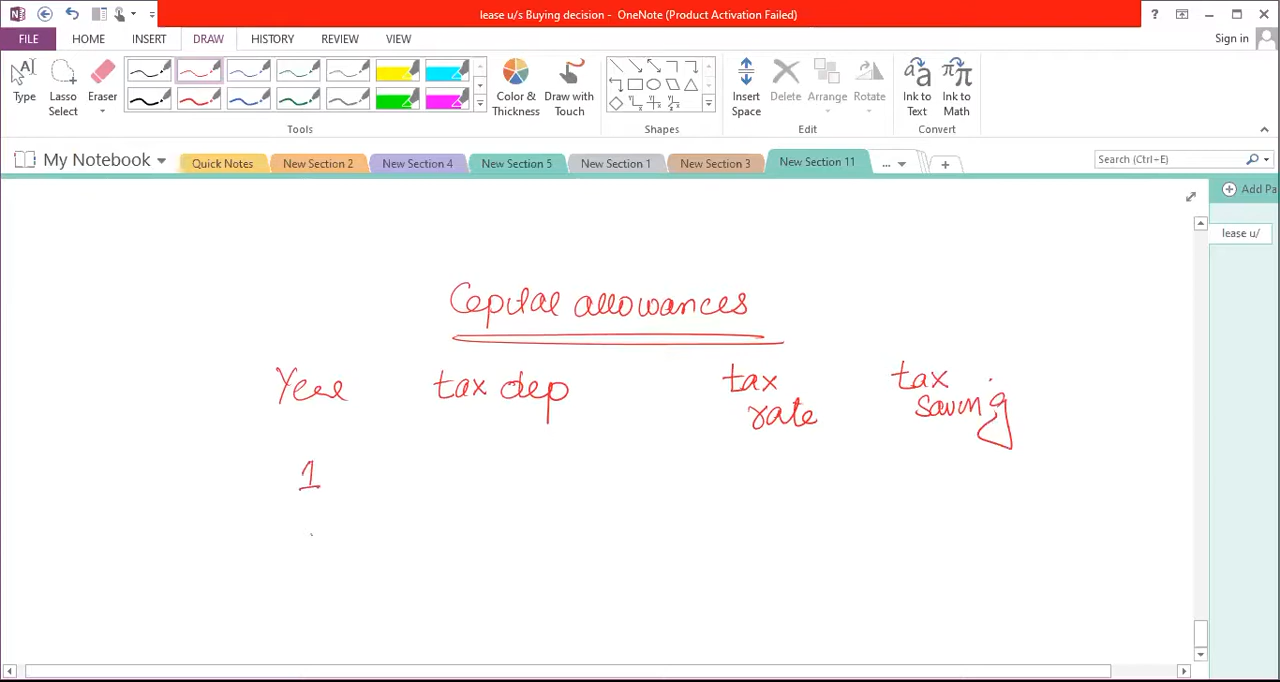 lease u/s Buying decision - OneNote (Product Activation Failed)
FILE HOME INSERT DRAW HISTORY REVIEW VIEW Sign in
Type Lasso Select Eraser Color & Thickness Draw with Touch Insert Space Delete Arrange Rotate Ink to Text Ink to Math
Tools Shapes Edit Convert
My Notebook Quick Notes New Section 2 New Section 4 New Section 5 New Section 1 New Section 3 New Section 11 ... Search (Ctrl+E)
Add Pa
lease u/
Capital allowances
Year tax dep tax rate tax saving
1